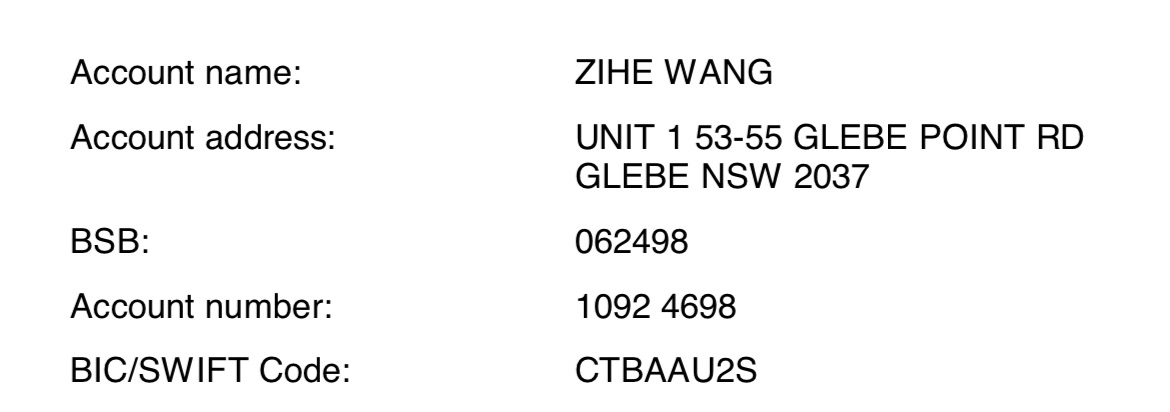 Account name: ZIHE WANG
Account address: UNIT 1 53-55 GLEBE POINT RD
GLEBE NSW 2037
BSB: 062498
Account number: 1092 4698
BIC/SWIFT Code: CTBAAU2S